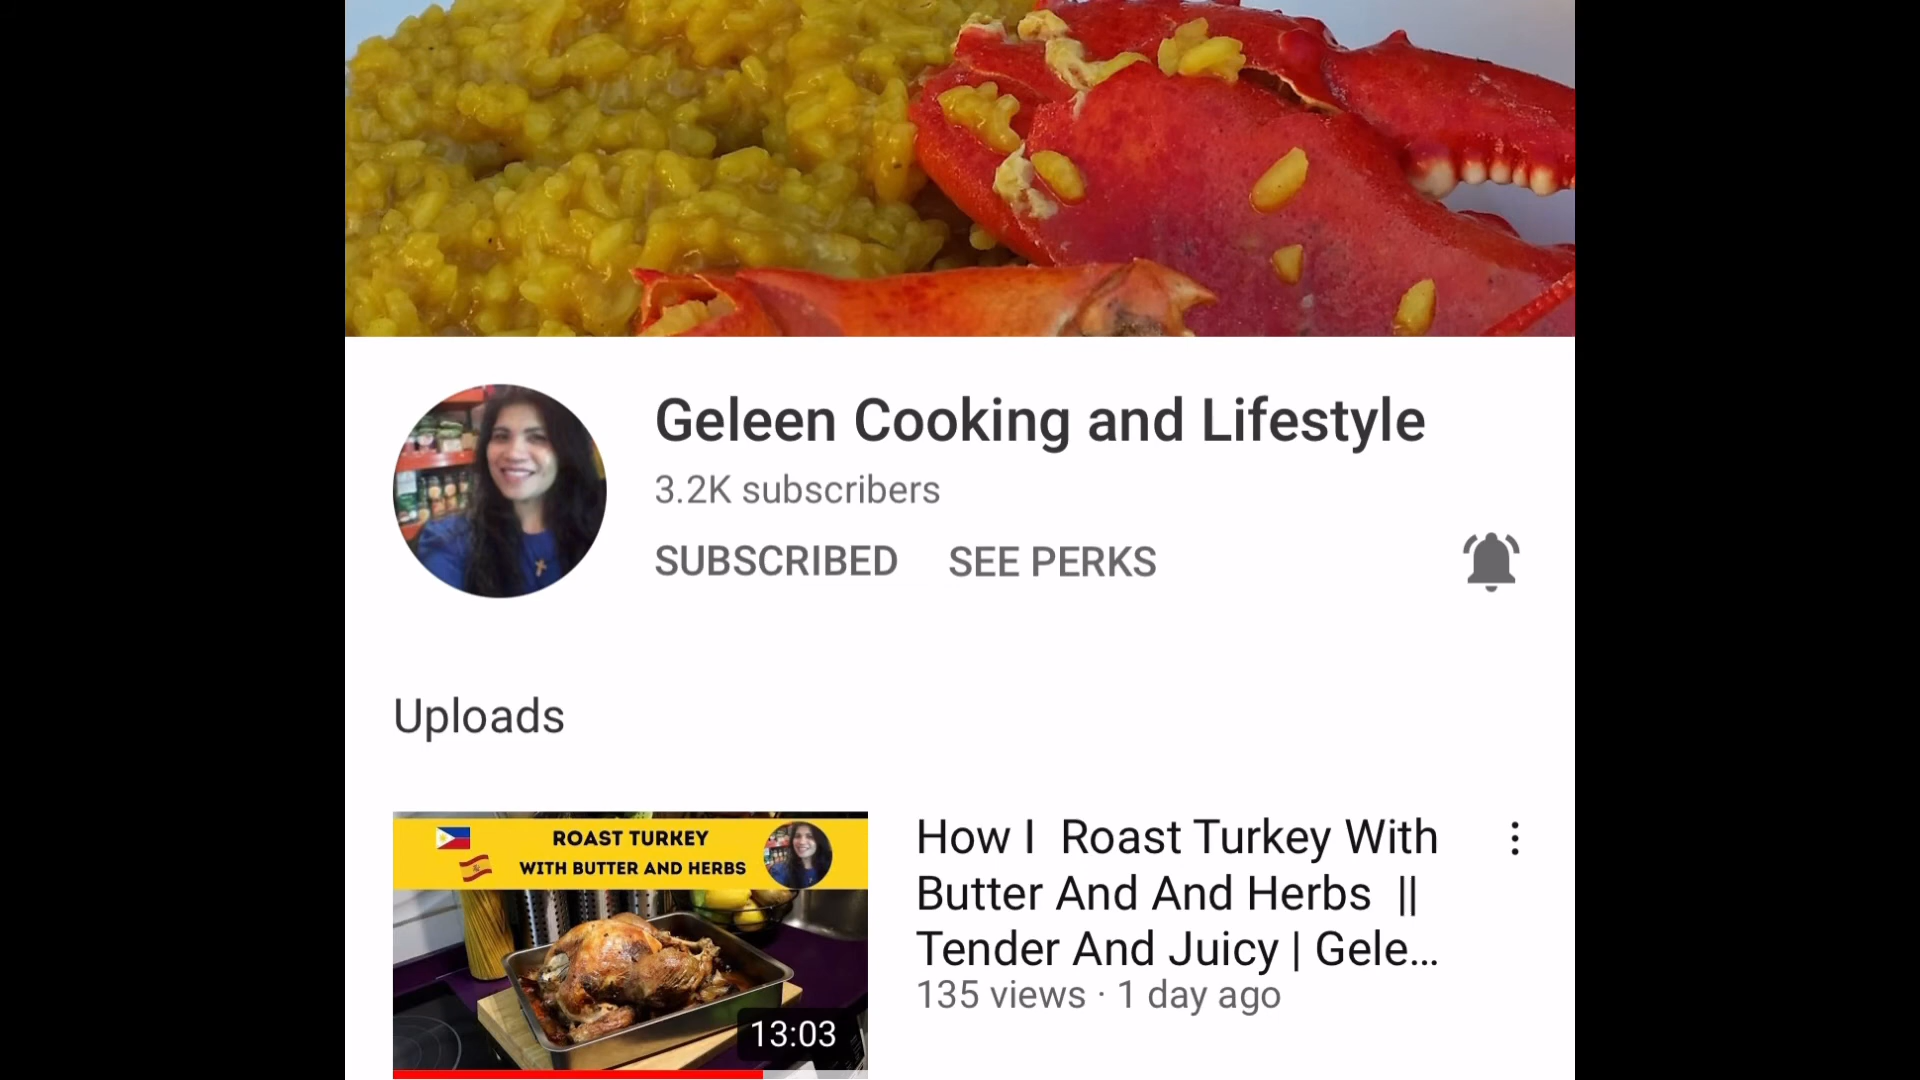 Geleen Cooking and Lifestyle
3.2K subscribers
SUBSCRIBED SEE PERKS
Uploads
ROAST TURKEY
WITH BUTTER AND HERBS
13:03
How I Roast Turkey With
Butter And And Herbs ||
Tender And Juicy | Gele...
135 views · 1 day ago